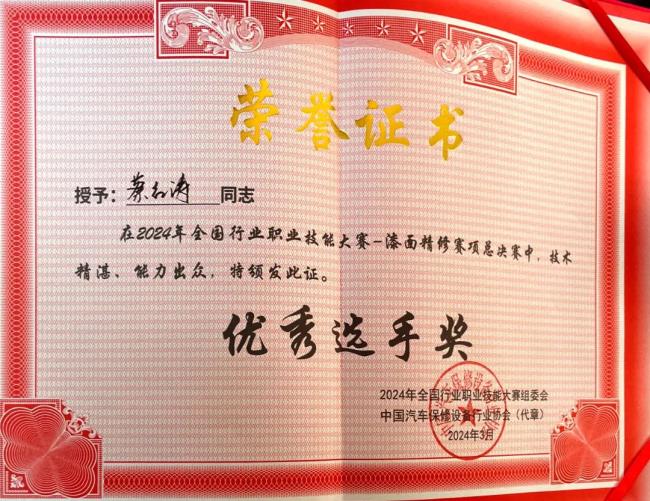 荣誉证书
授予：蔡志涛 同志
在2024年全国行业职业技能大赛-漆面精修赛项总决赛中，技术
精湛、能力出众，特颁发此证。
优秀选手奖
2024年全国行业职业技能大赛组委会
中国汽车保修设备行业协会（代章）
2024年3月